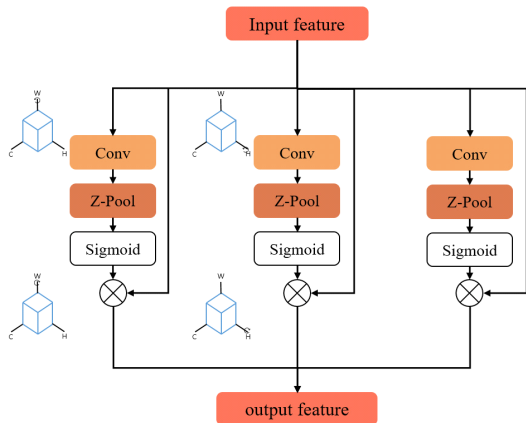 Input feature
W
C
H
W
C
H
Conv
Conv
Conv
Z-Pool
Z-Pool
Z-Pool
Sigmoid
Sigmoid
Sigmoid
W
C
H
W
C
H
output feature